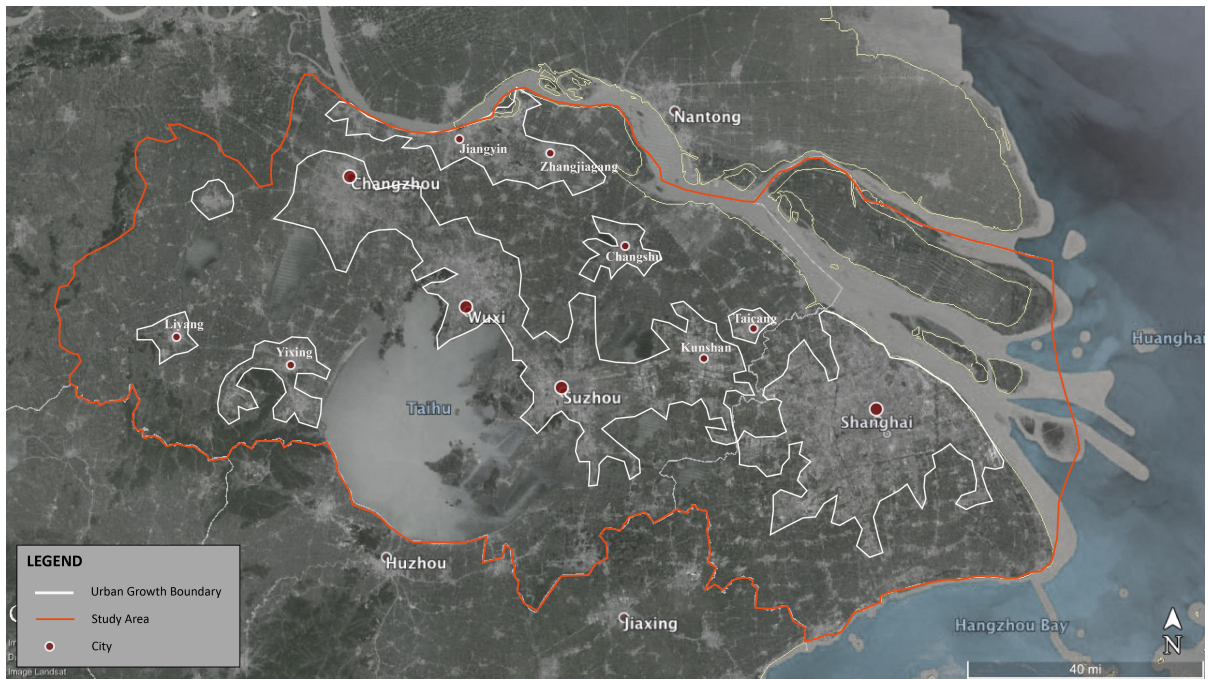 Nantong
Jiangyin
Zhangjiagang
Changzhou
Changshu
Liyang
Wuxi
Taicang
Huanghai
Yixing
Kunshan
Taihu
Suzhou
Shanghai
LEGEND
Urban Growth Boundary
Study Area
City
Huzhou
Jiaxing
Hangzhou Bay
N
40 mi
Image Landsat